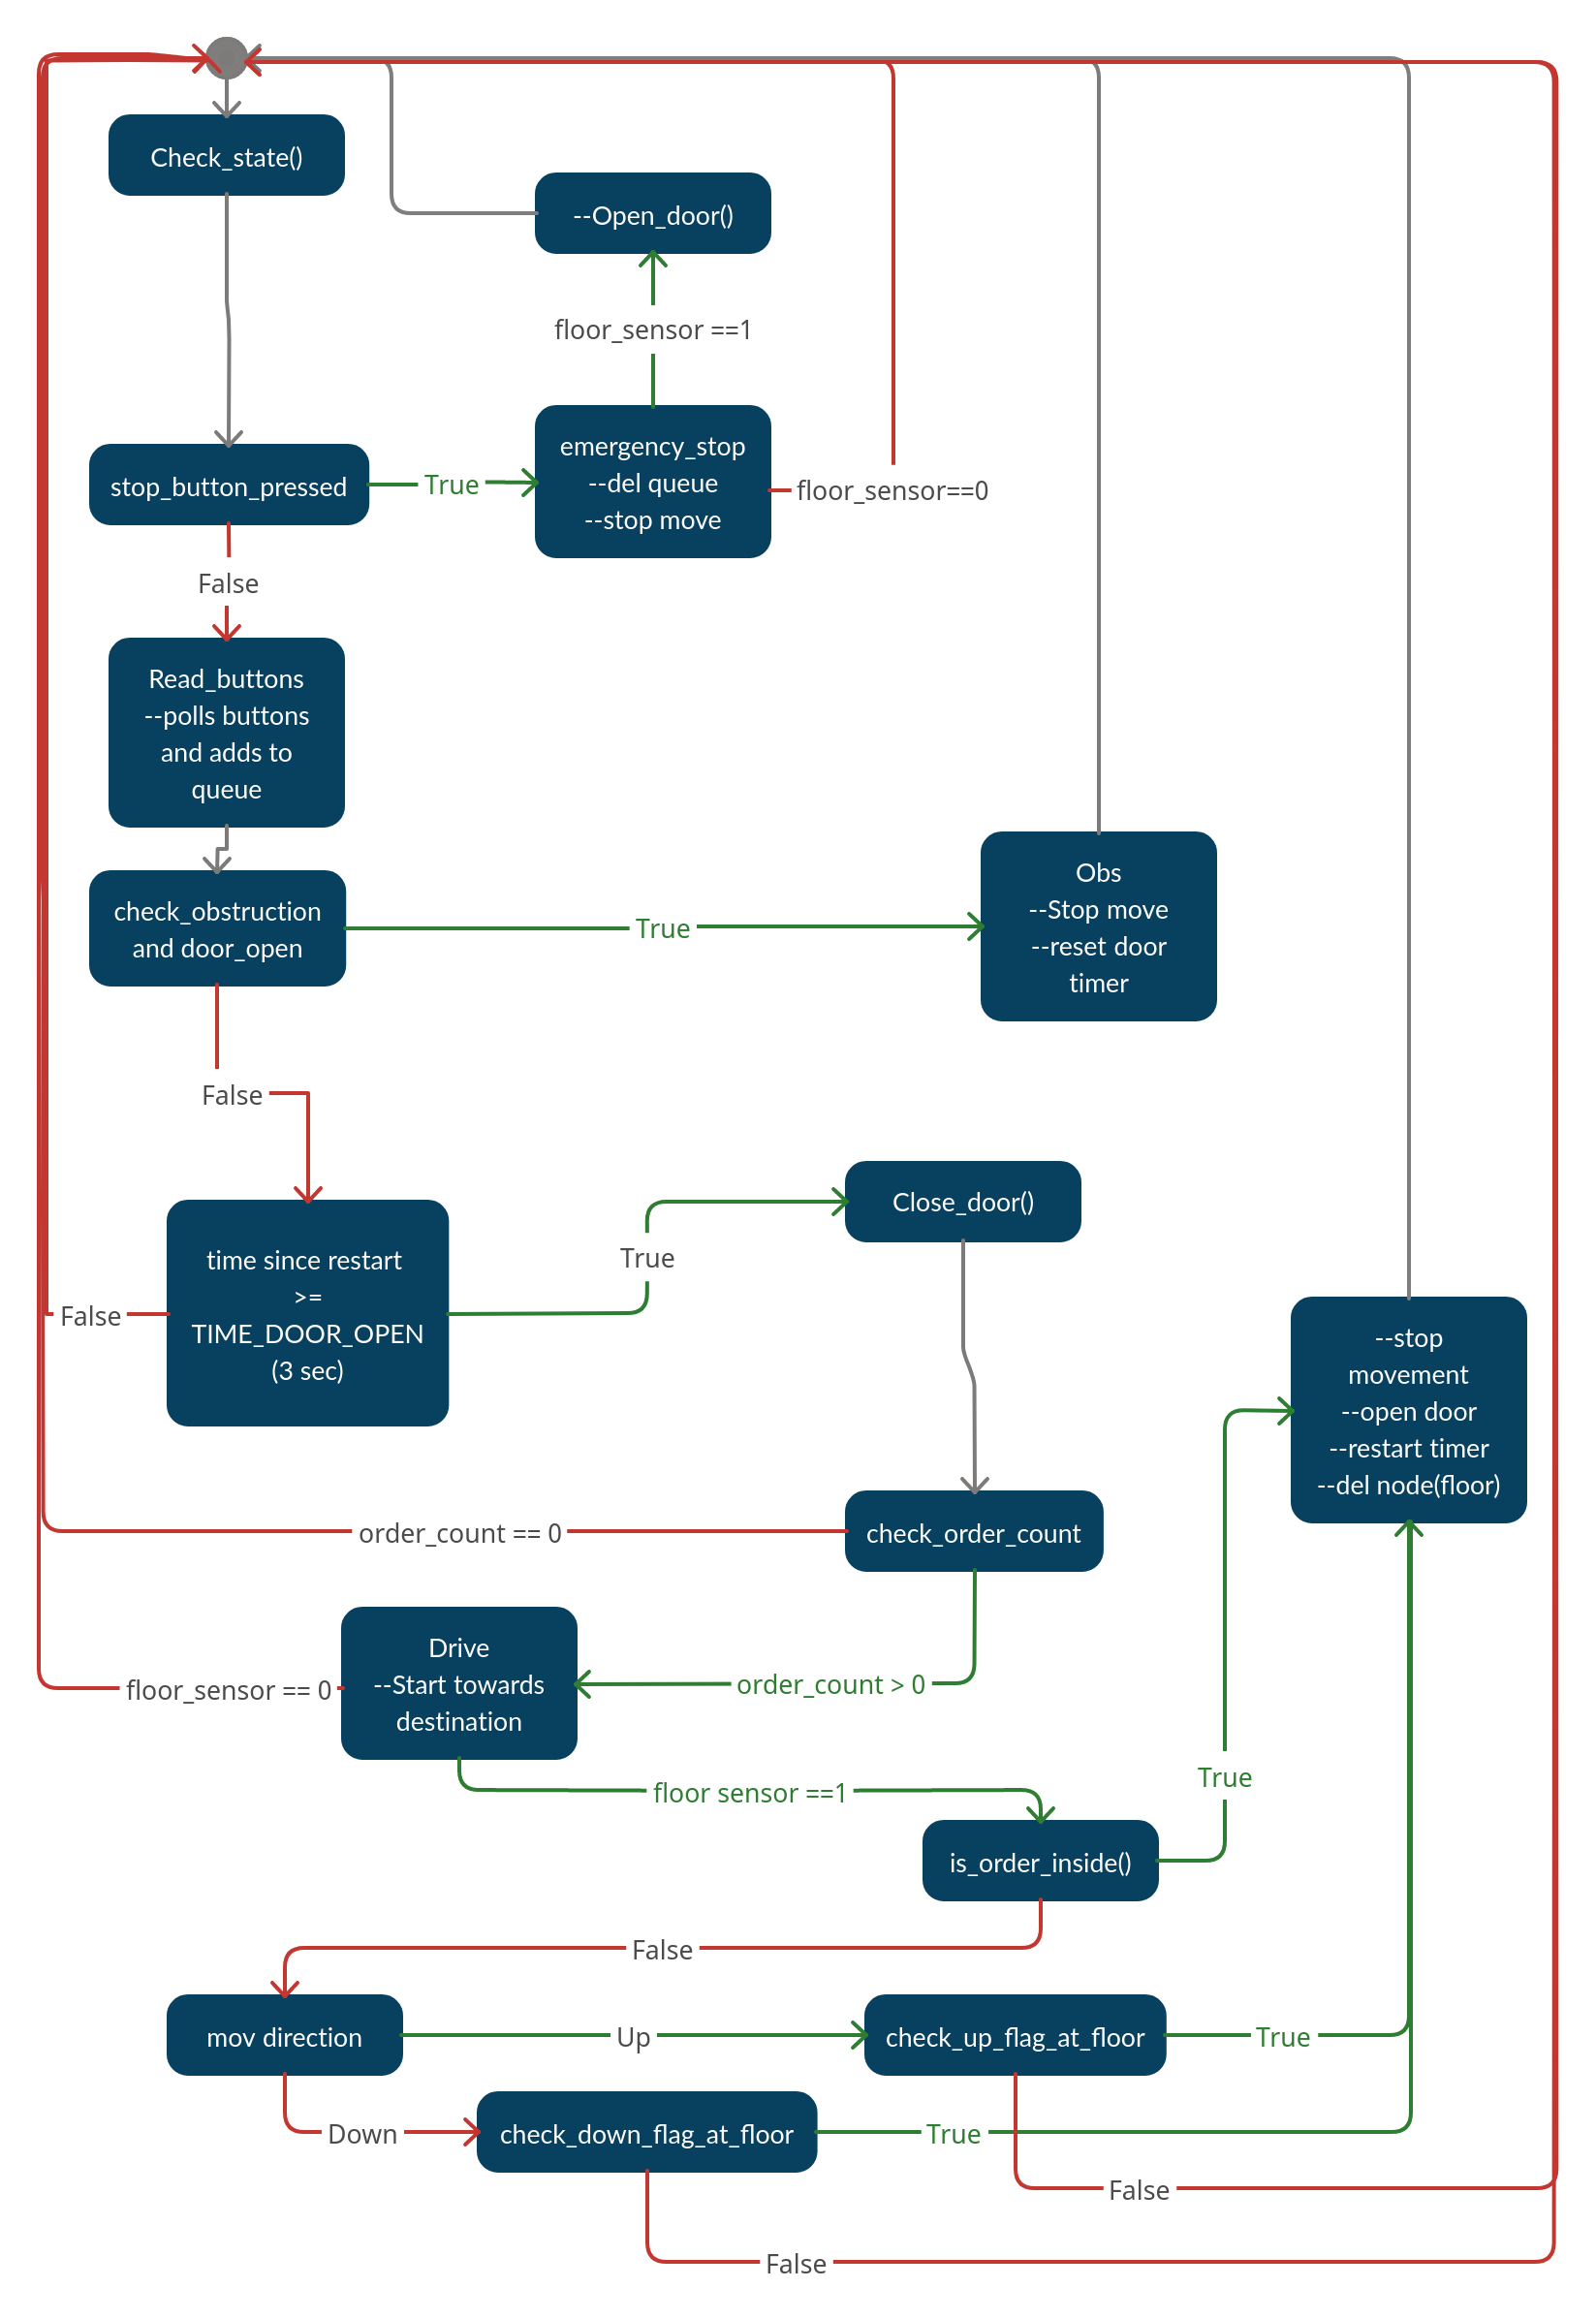 Check_state()
--Open_door()
floor_sensor ==1
stop_button_pressed
True
emergency_stop
--del queue
--stop move
floor_sensor==0
False
Read_buttons
--polls buttons
and adds to
queue
check_obstruction
and door_open
True
Obs
--Stop move
--reset door
timer
False
Close_door()
True
time since restart
>=
TIME_DOOR_OPEN
(3 sec)
False
--stop
movement
--open door
--restart timer
--del node(floor)
order_count == 0
check_order_count
Drive
--Start towards
destination
floor_sensor == 0
order_count > 0
floor sensor ==1
True
is_order_inside()
False
mov direction
Up
check_up_flag_at_floor
True
Down
check_down_flag_at_floor
True
False
False